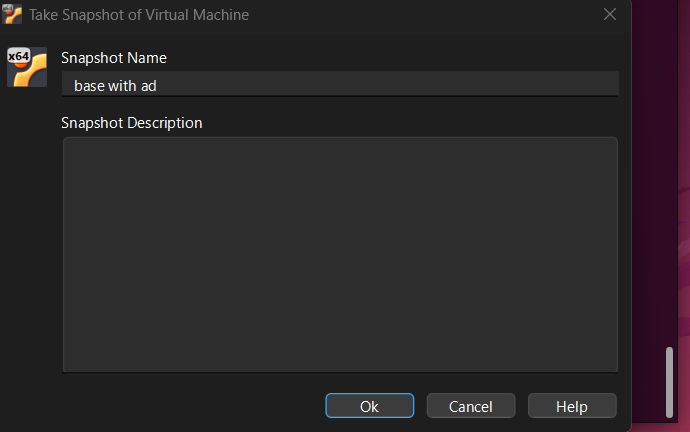 Take Snapshot of Virtual Machine
x64
Snapshot Name
base with ad
Snapshot Description
Ok
Cancel
Help